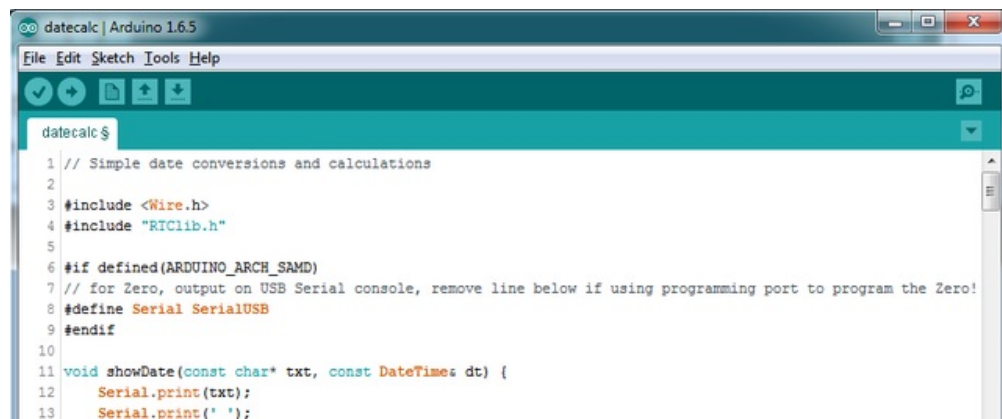 datecalc | Arduino 1.6.5
File Edit Sketch Tools Help
datecalc §
1 // Simple date conversions and calculations
2
3 #include <Wire.h>
4 #include "RTClib.h"
5
6 #if defined(ARDUINO_ARCH_SAMD)
7 // for Zero, output on USB Serial console, remove line below if using programming port to program the Zero!
8 #define Serial SerialUSB
9 #endif
10
11 void showDate(const char* txt, const DateTime& dt) {
12     Serial.print(txt);
13     Serial.print(' ');